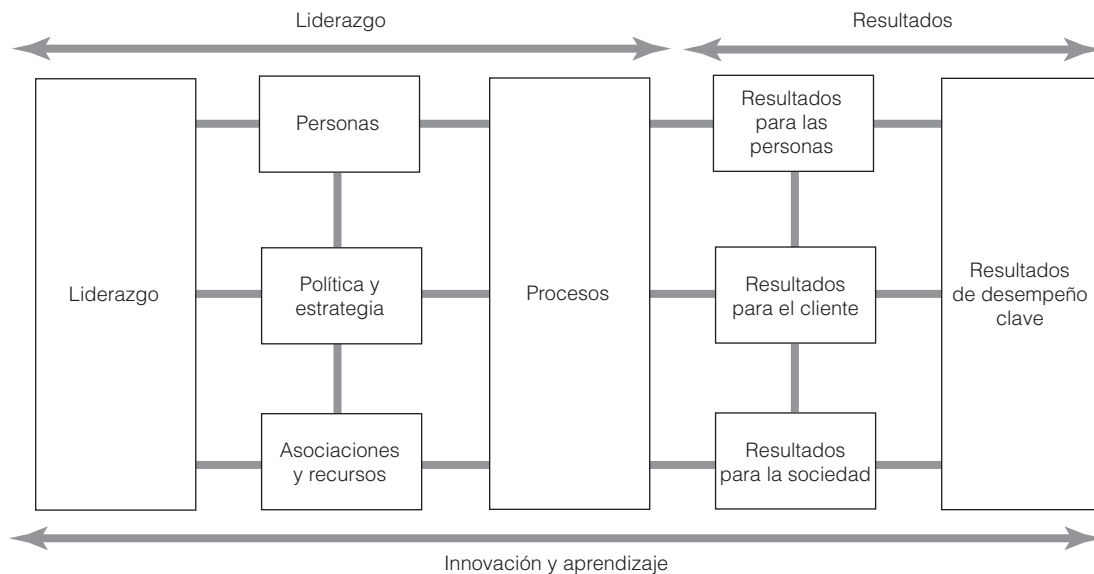 Liderazgo
Resultados
Liderazgo
Personas
Política y
estrategia
Asociaciones
y recursos
Procesos
Resultados
para las
personas
Resultados
para el cliente
Resultados
para la sociedad
Resultados
de desempeño
clave
Innovación y aprendizaje